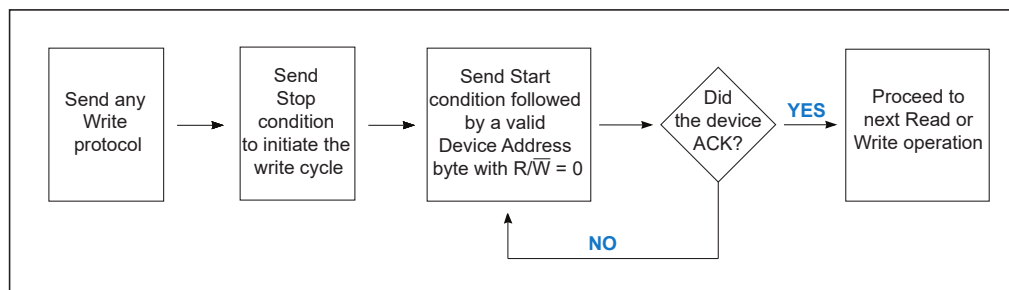 Send any
Write
protocol
Send
Stop
condition
to initiate the
write cycle
Send Start
condition followed
by a valid
Device Address
byte with R/W̅ = 0
Did
the device
ACK?
YES
Proceed to
next Read or
Write operation
NO